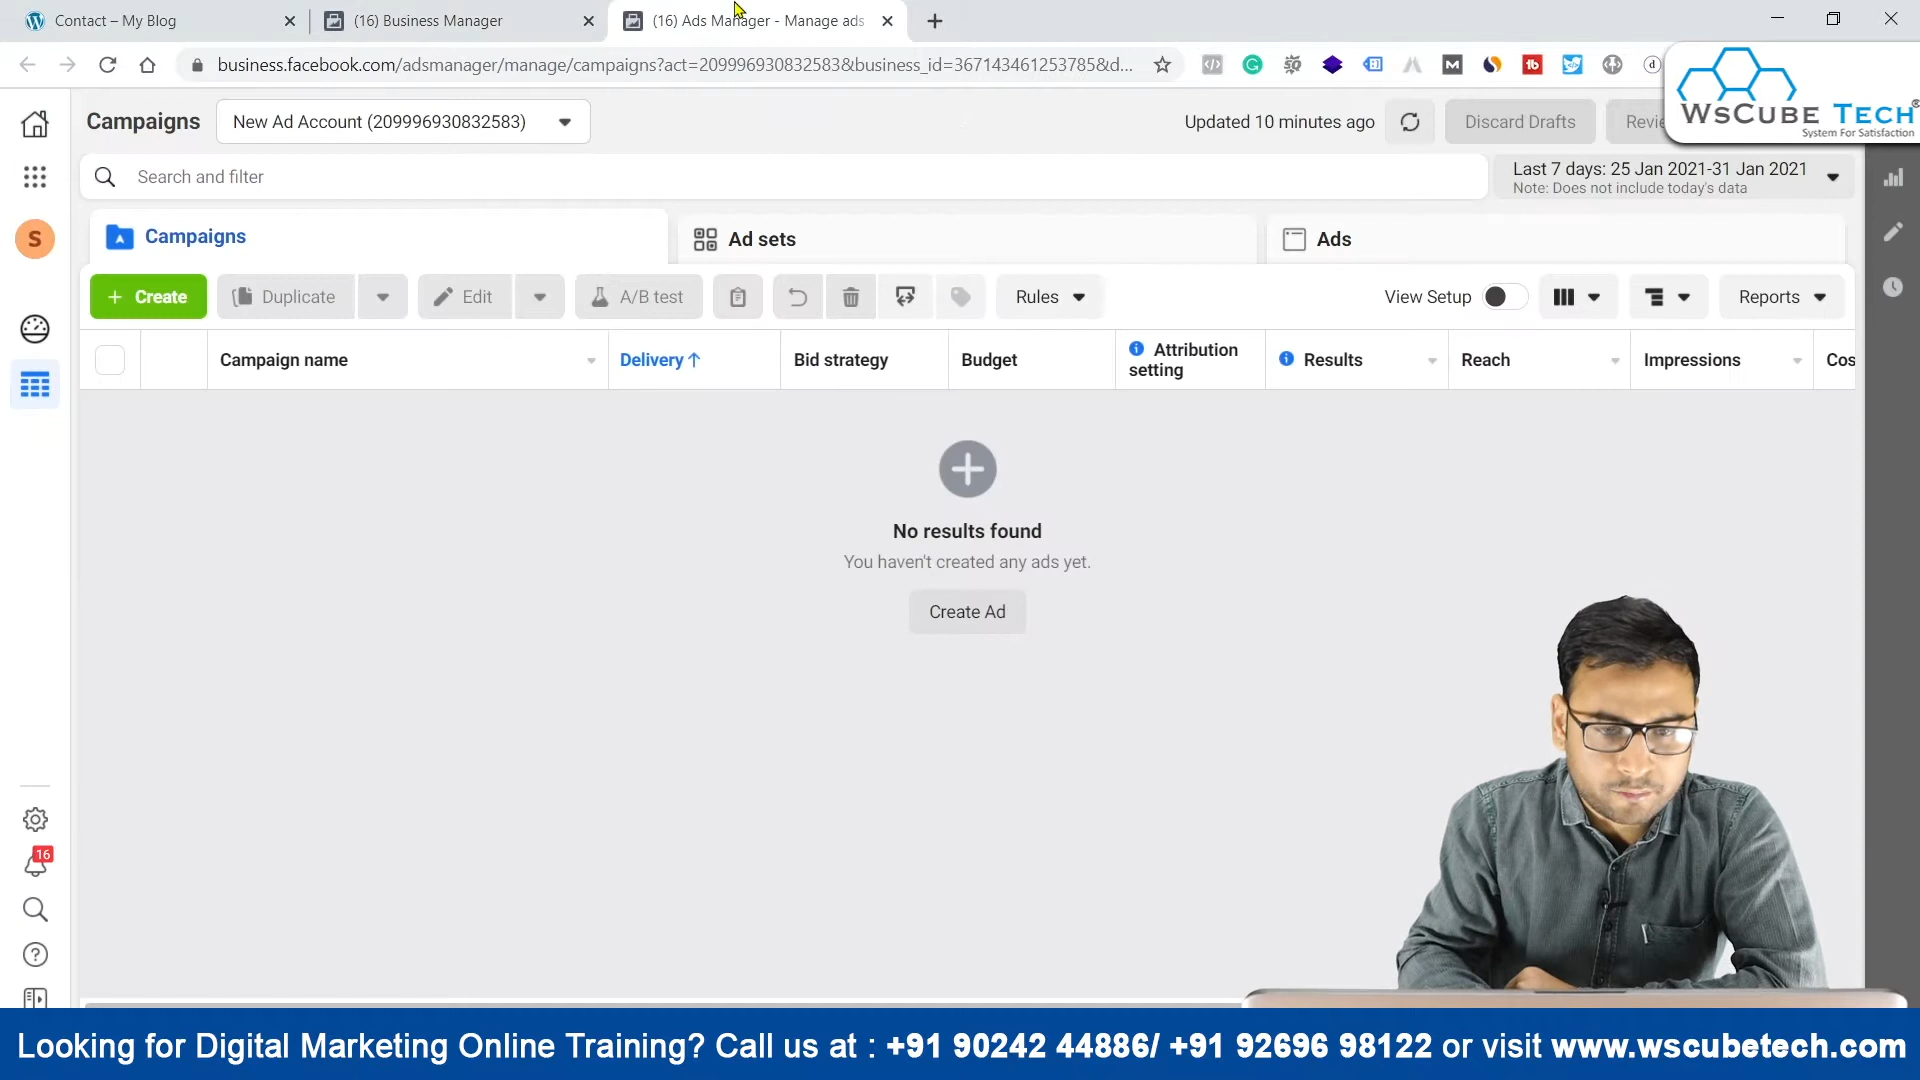 Contact – My Blog
(16) Business Manager
(16) Ads Manager - Manage ads
business.facebook.com/adsmanager/manage/campaigns?act=209996930832583&business_id=367143461253785&d...
Campaigns
New Ad Account (209996930832583)
Updated 10 minutes ago
Discard Drafts
WsCube Tech
System For Satisfaction
Search and filter
Last 7 days: 25 Jan 2021-31 Jan 2021
Note: Does not include today's data
S
Campaigns
Ad sets
Ads
+ Create
Duplicate
Edit
A/B test
Rules
View Setup
Reports
Campaign name
Delivery ↑
Bid strategy
Budget
Attribution
setting
Results
Reach
Impressions
Cos
No results found
You haven't created any ads yet.
Create Ad
16
Looking for Digital Marketing Online Training? Call us at : +91 90242 44886/ +91 92696 98122 or visit www.wscubetech.com